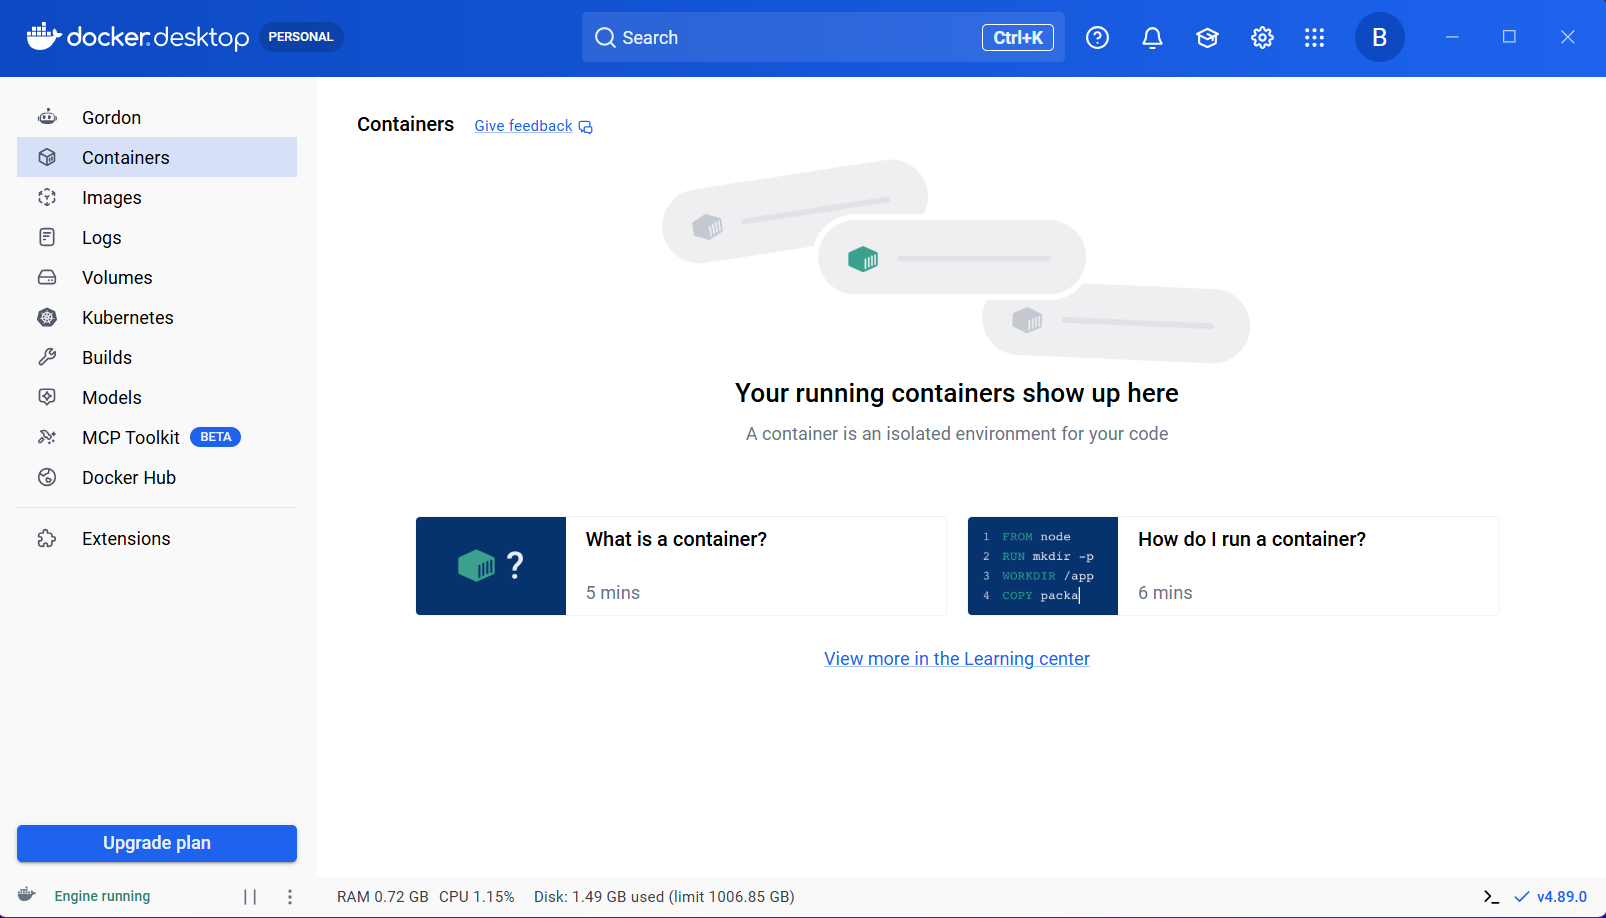 docker.desktop PERSONAL
Search Ctrl+K
B
Gordon
Containers
Images
Logs
Volumes
Kubernetes
Builds
Models
MCP Toolkit BETA
Docker Hub
Extensions
Upgrade plan
Containers Give feedback
Your running containers show up here
A container is an isolated environment for your code
?
What is a container?
5 mins
1 FROM node
2 RUN mkdir -p
3 WORKDIR /app
4 COPY packa
How do I run a container?
6 mins
View more in the Learning center
Engine running
RAM 0.72 GB CPU 1.15% Disk: 1.49 GB used (limit 1006.85 GB)
v4.89.0